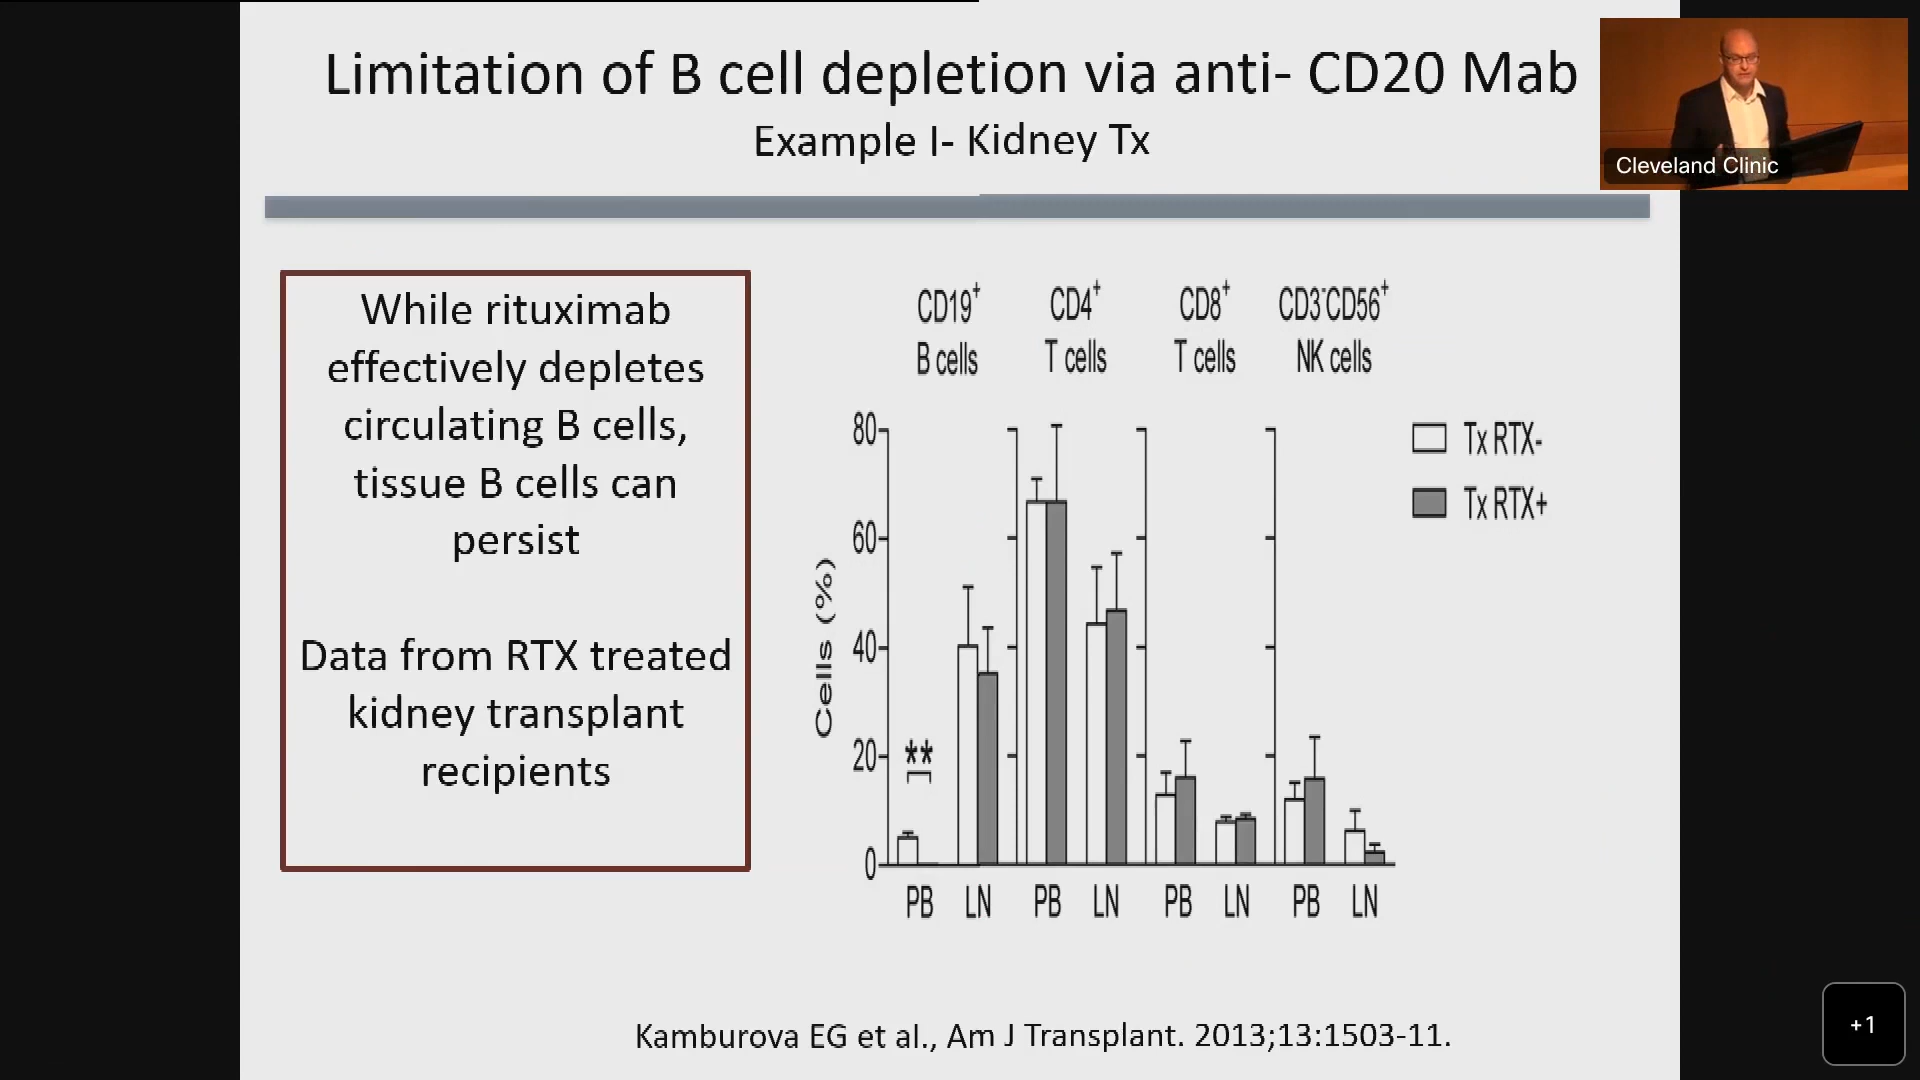 Limitation of B cell depletion via anti- CD20 Mab
Example I- Kidney Tx
Cleveland Clinic
While rituximab
effectively depletes
circulating B cells,
tissue B cells can
persist
Data from RTX treated
kidney transplant
recipients
CD19+ CD4+ CD8+ CD3-CD56+
B cells T cells T cells NK cells
80
60
40
20
0
Cells (%)
**
PB LN PB LN PB LN PB LN
Tx RTX-
Tx RTX+
Kamburova EG et al., Am J Transplant. 2013;13:1503-11.
+1